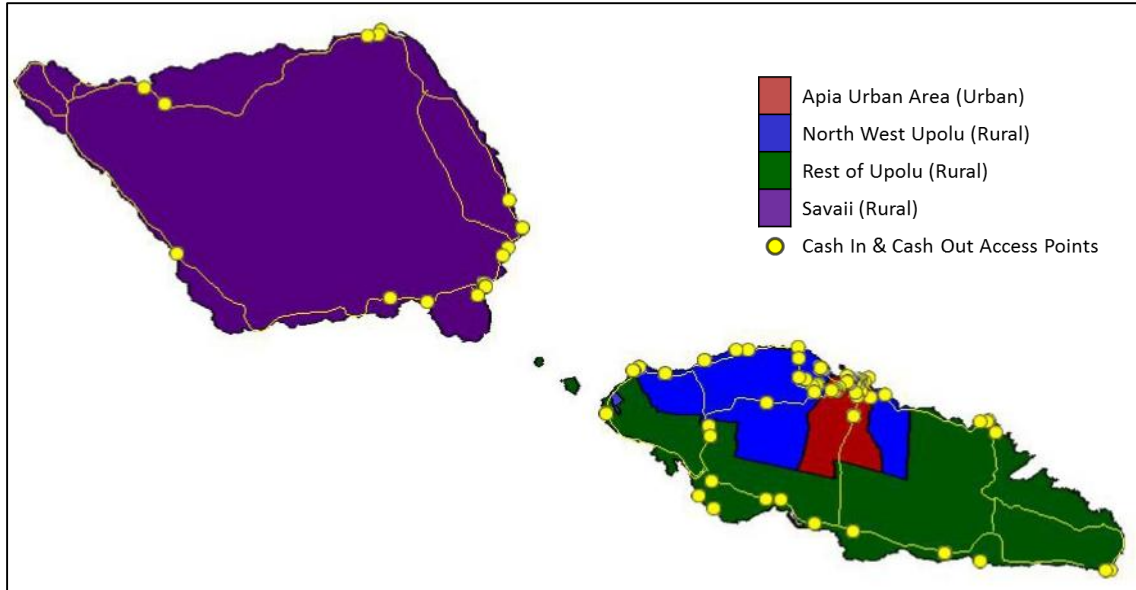 Apia Urban Area (Urban)
North West Upolu (Rural)
Rest of Upolu (Rural)
Savaii (Rural)
Cash In & Cash Out Access Points